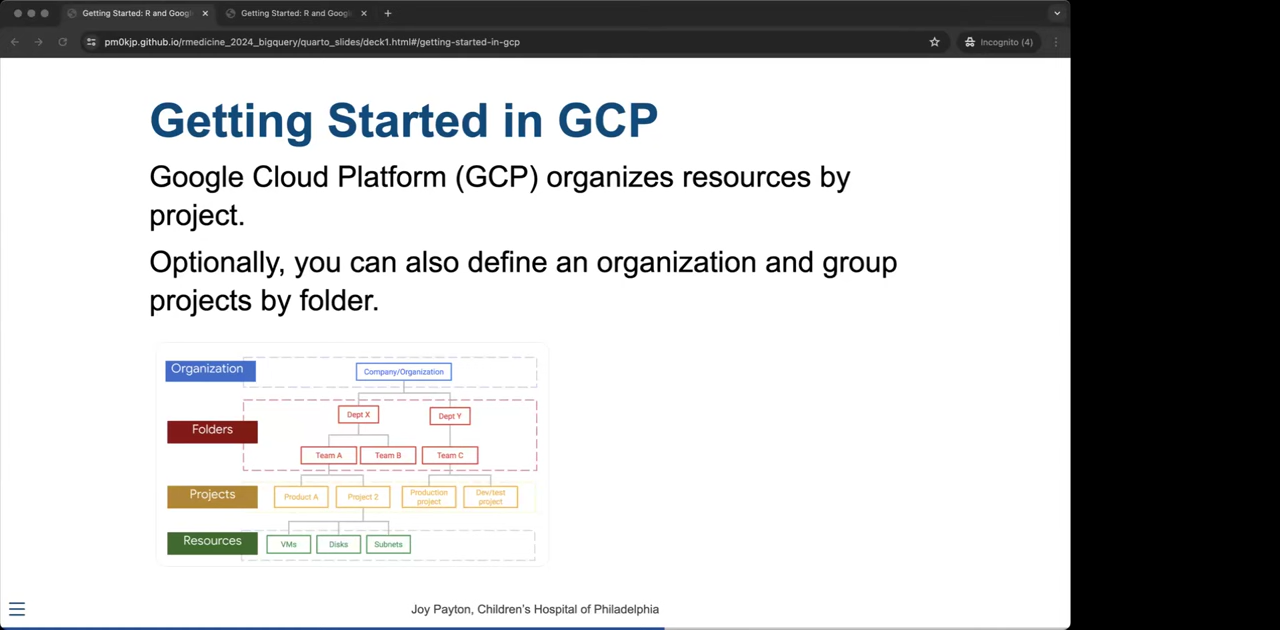 Getting Started: R and Googl
Getting Started: R and Googl
pm0kjp.github.io/rmedicine_2024_bigquery/quarto_slides/deck1.html#/getting-started-in-gcp
Incognito (4)
Getting Started in GCP
Google Cloud Platform (GCP) organizes resources by
project.
Optionally, you can also define an organization and group
projects by folder.
Organization
Company/Organization
Folders
Dept X
Dept Y
Team A
Team B
Team C
Projects
Product A
Project 2
Production
project
Dev/test
project
Resources
VMs
Disks
Subnets
Joy Payton, Children's Hospital of Philadelphia